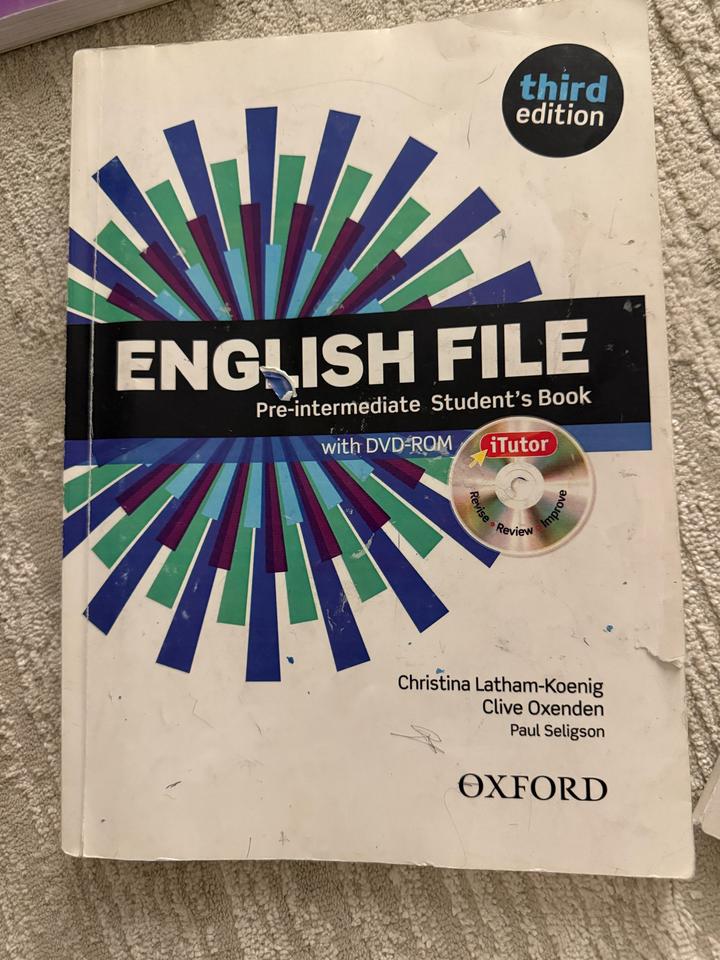 third
edition
ENGLISH FILE
Pre-intermediate Student's Book
with DVD-ROM
iTutor
Revise • Review • Improve
Christina Latham-Koenig
Clive Oxenden
Paul Seligson
OXFORD